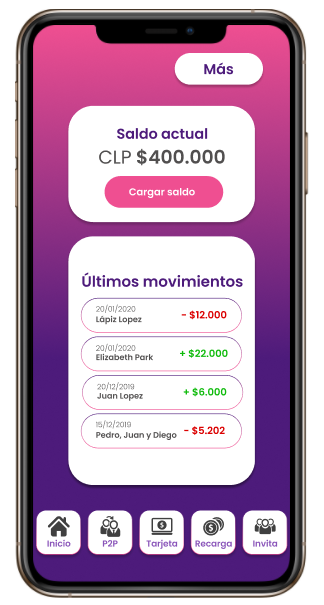 Más
Saldo actual
CLP $400.000
Cargar saldo
Últimos movimientos
20/01/2020
Lápiz Lopez
- $12.000
20/01/2020
Elizabeth Park
+ $22.000
20/12/2019
Juan Lopez
+ $6.000
15/12/2019
Pedro, Juan y Diego
- $5.202
Inicio
P2P
Tarjeta
Recarga
Invita